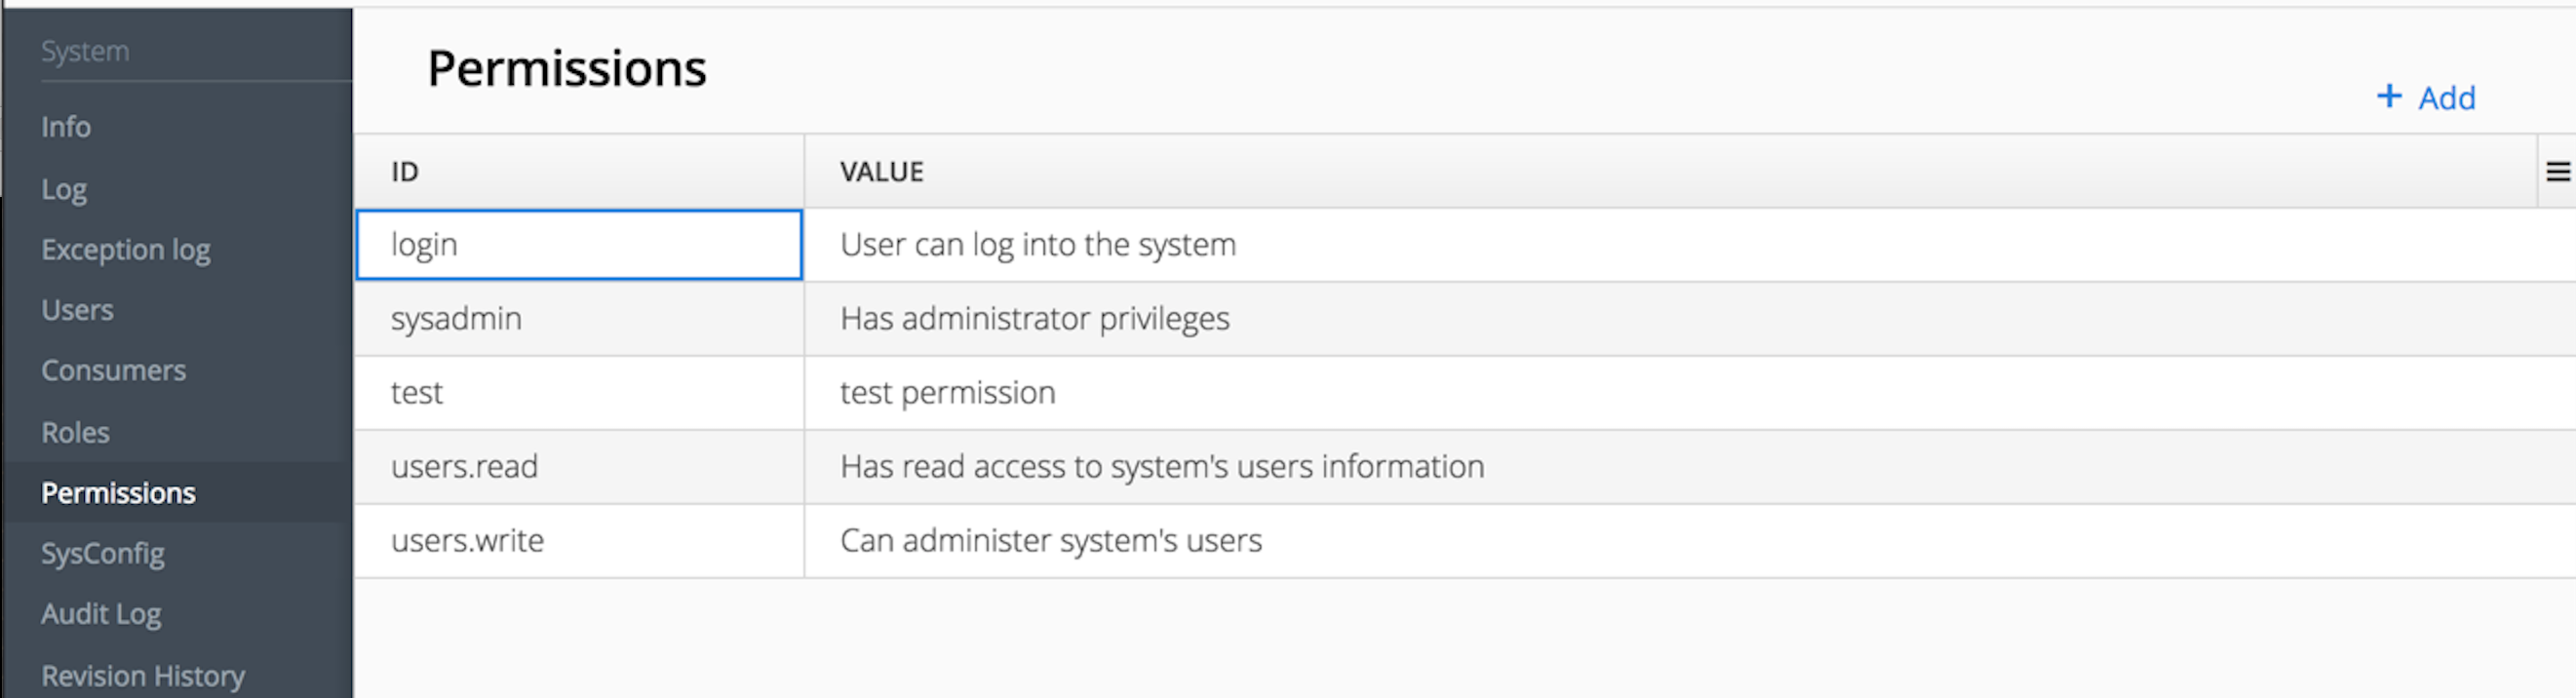 System
Info
Log
Exception log
Users
Consumers
Roles
Permissions
SysConfig
Audit Log
Revision History
Permissions
+ Add
ID VALUE
login User can log into the system
sysadmin Has administrator privileges
test test permission
users.read Has read access to system's users information
users.write Can administer system's users